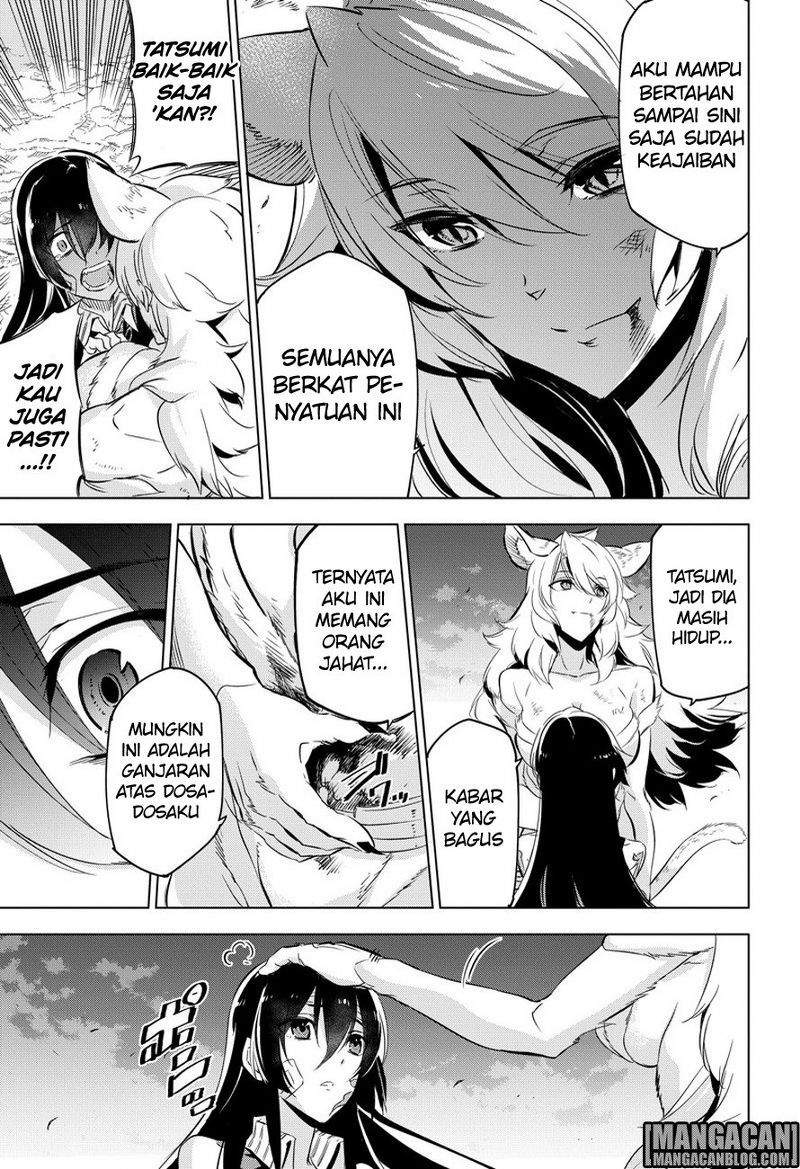 AKU MAMPU
BERTAHAN
SAMPAI SINI
SAJA SUDAH
KEAJAIBAN
SEMUANYA
BERKAT PE-
NYATUAN INI
TATSUMI
BAIK-BAIK
SAJA
'KAN?!
JADI
KAU
JUGA
PASTI
...!!
TATSUMI,
JADI DIA
MASIH
HIDUP...
KABAR
YANG
BAGUS
TERNYATA
AKU INI
MEMANG
ORANG
JAHAT...
MUNGKIN
INI ADALAH
GANJARAN
ATAS DOSA-
DOSAKU
[MANGACAN]
MANGACANBLOG.COM